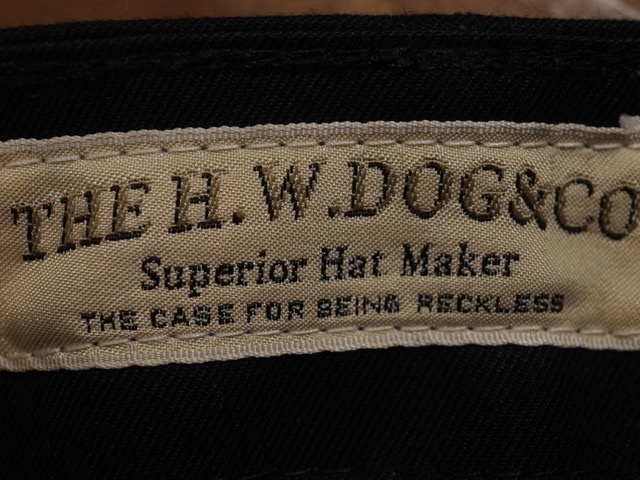 THE H.W.DOG&CO
Superior Hat Maker
THE CASE FOR BEING RECKLESS